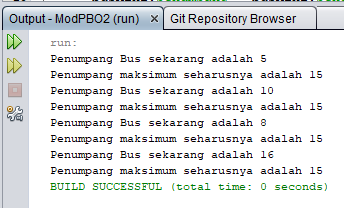 Output - ModPBO2 (run)
Git Repository Browser
run:
Penumpang Bus sekarang adalah 5
Penumpang maksimum seharusnya adalah 15
Penumpang Bus sekarang adalah 10
Penumpang maksimum seharusnya adalah 15
Penumpang Bus sekarang adalah 8
Penumpang maksimum seharusnya adalah 15
Penumpang Bus sekarang adalah 16
Penumpang maksimum seharusnya adalah 15
BUILD SUCCESSFUL (total time: 0 seconds)